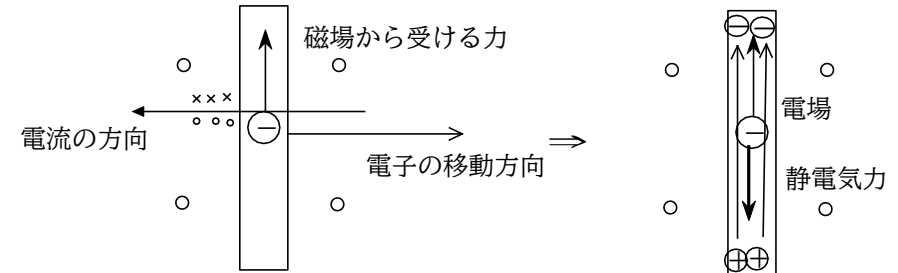 磁場から受ける力
電流の方向
電子の移動方向
⇒
電場
静電気力